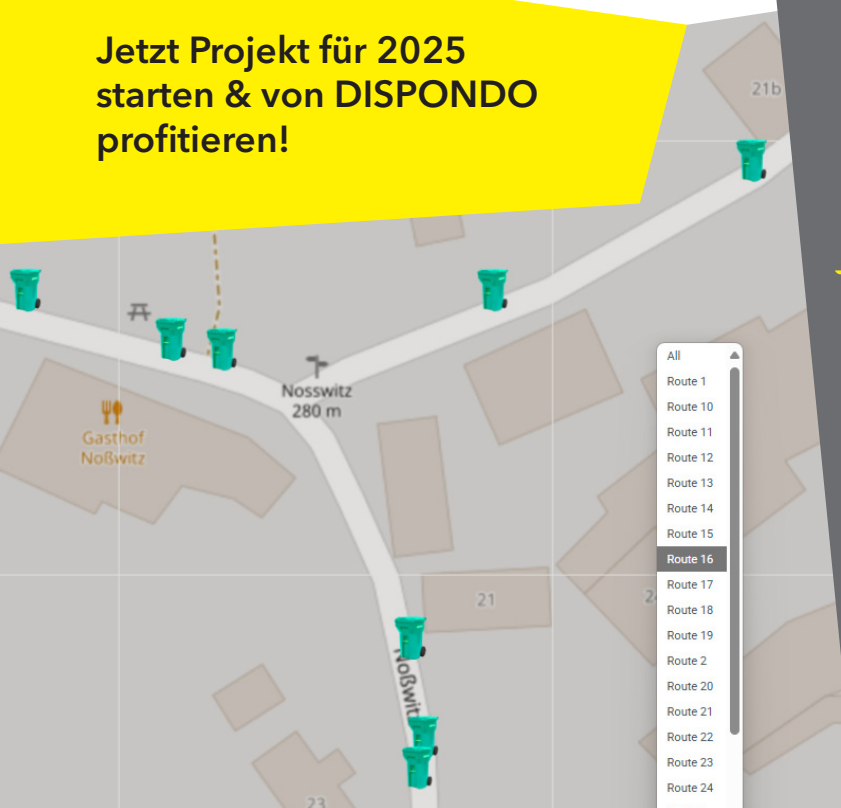 Jetzt Projekt für 2025
starten & von DISPONDO
profitieren!
21b
Nosswitz
280 m
Gasthof
Noßwitz
21
23
All
Route 1
Route 10
Route 11
Route 12
Route 13
Route 14
Route 15
Route 16
Route 17
Route 18
Route 19
Route 2
Route 20
Route 21
Route 22
Route 23
Route 24